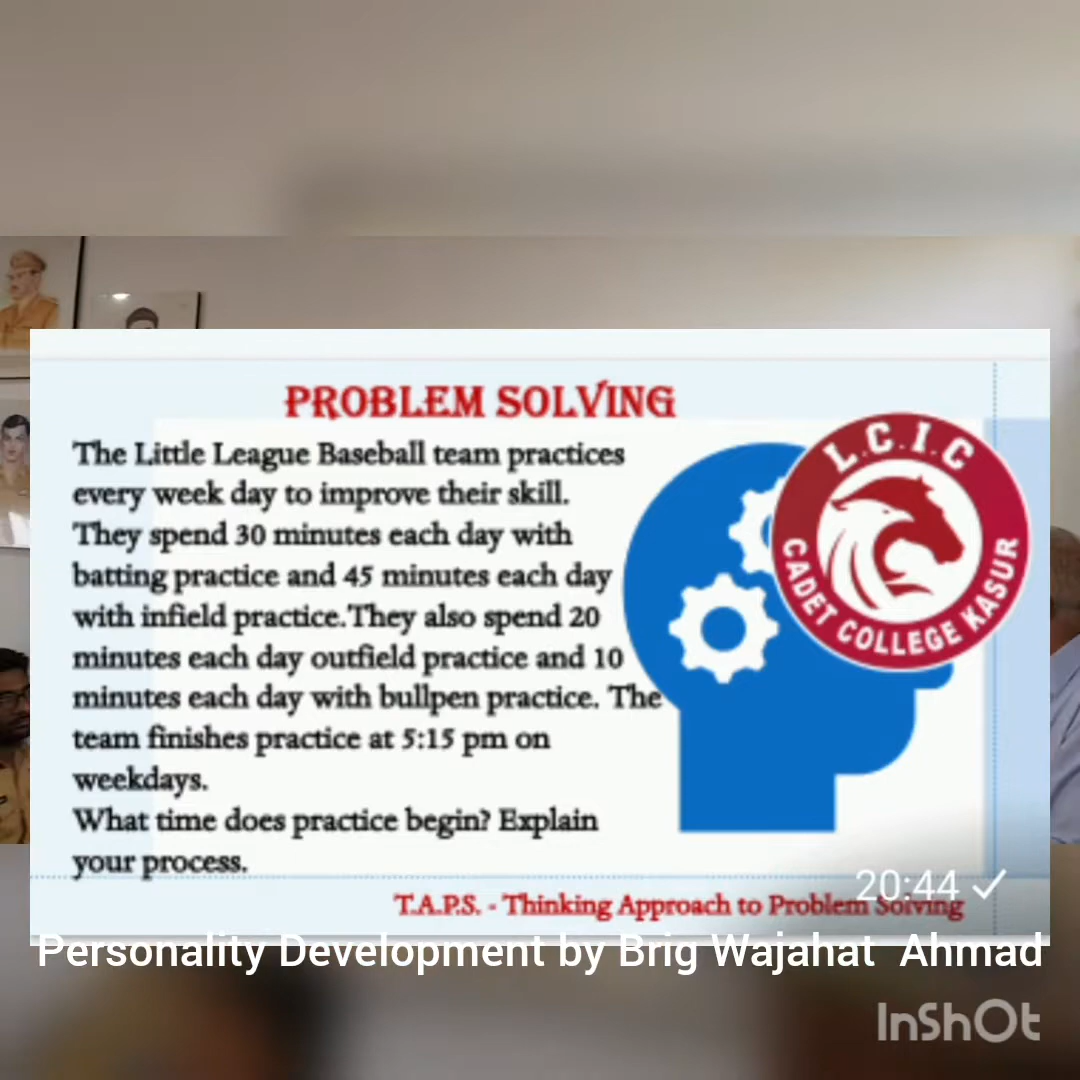 PROBLEM SOLVING
The Little League Baseball team practices
every week day to improve their skill.
They spend 30 minutes each day with
batting practice and 45 minutes each day
with infield practice.They also spend 20
minutes each day outfield practice and 10
minutes each day with bullpen practice. The
team finishes practice at 5:15 pm on
weekdays.
What time does practice begin? Explain
your process.
L.C.I.C
CADET COLLEGE KASUR
20:44
T.A.P.S. - Thinking Approach to Problem Solving
Personality Development by Brig Wajahat Ahmad
InShOt